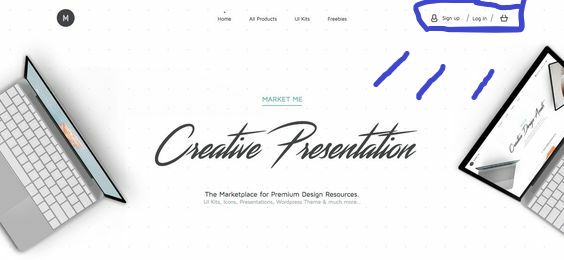 M Home All Products UI Kits Freebies Sign up / Log In /
MARKET ME
Creative Presentation
The Marketplace for Premium Design Resources.
UI Kits, Icons, Presentations, Wordpress Theme & much more...